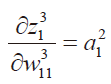 ∂z₁³/∂w₁₁³ = a₁²